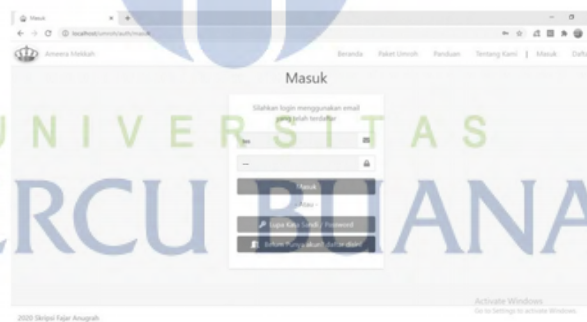 Masuk
localhost/umroh/auth/masuk
Ameera Mekkah
Beranda Paket Umroh Panduan Tentang Kami | Masuk Dafta
Masuk
Silahkan login menggunakan email
yang telah terdaftar
Masuk
- Atau -
Lupa Kata Sandi / Password
Belum Punya akun? daftar disini
UNIVERSITAS
ERCU BUANA
Activate Windows
Go to Settings to activate Windows.
2020 Skripsi Fajar Anugrah